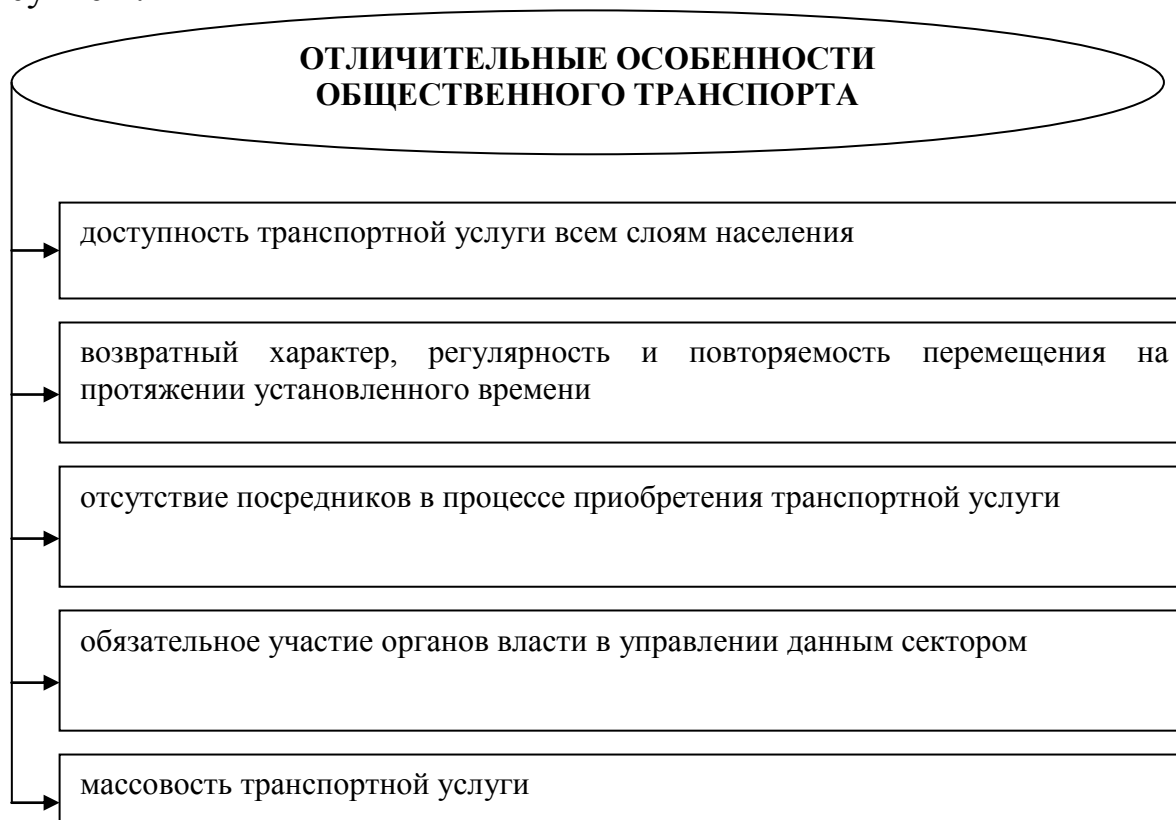 ОТЛИЧИТЕЛЬНЫЕ ОСОБЕННОСТИ
ОБЩЕСТВЕННОГО ТРАНСПОРТА
доступность транспортной услуги всем слоям населения
возвратный характер, регулярность и повторяемость перемещения на
протяжении установленного времени
отсутствие посредников в процессе приобретения транспортной услуги
обязательное участие органов власти в управлении данным сектором
массовость транспортной услуги